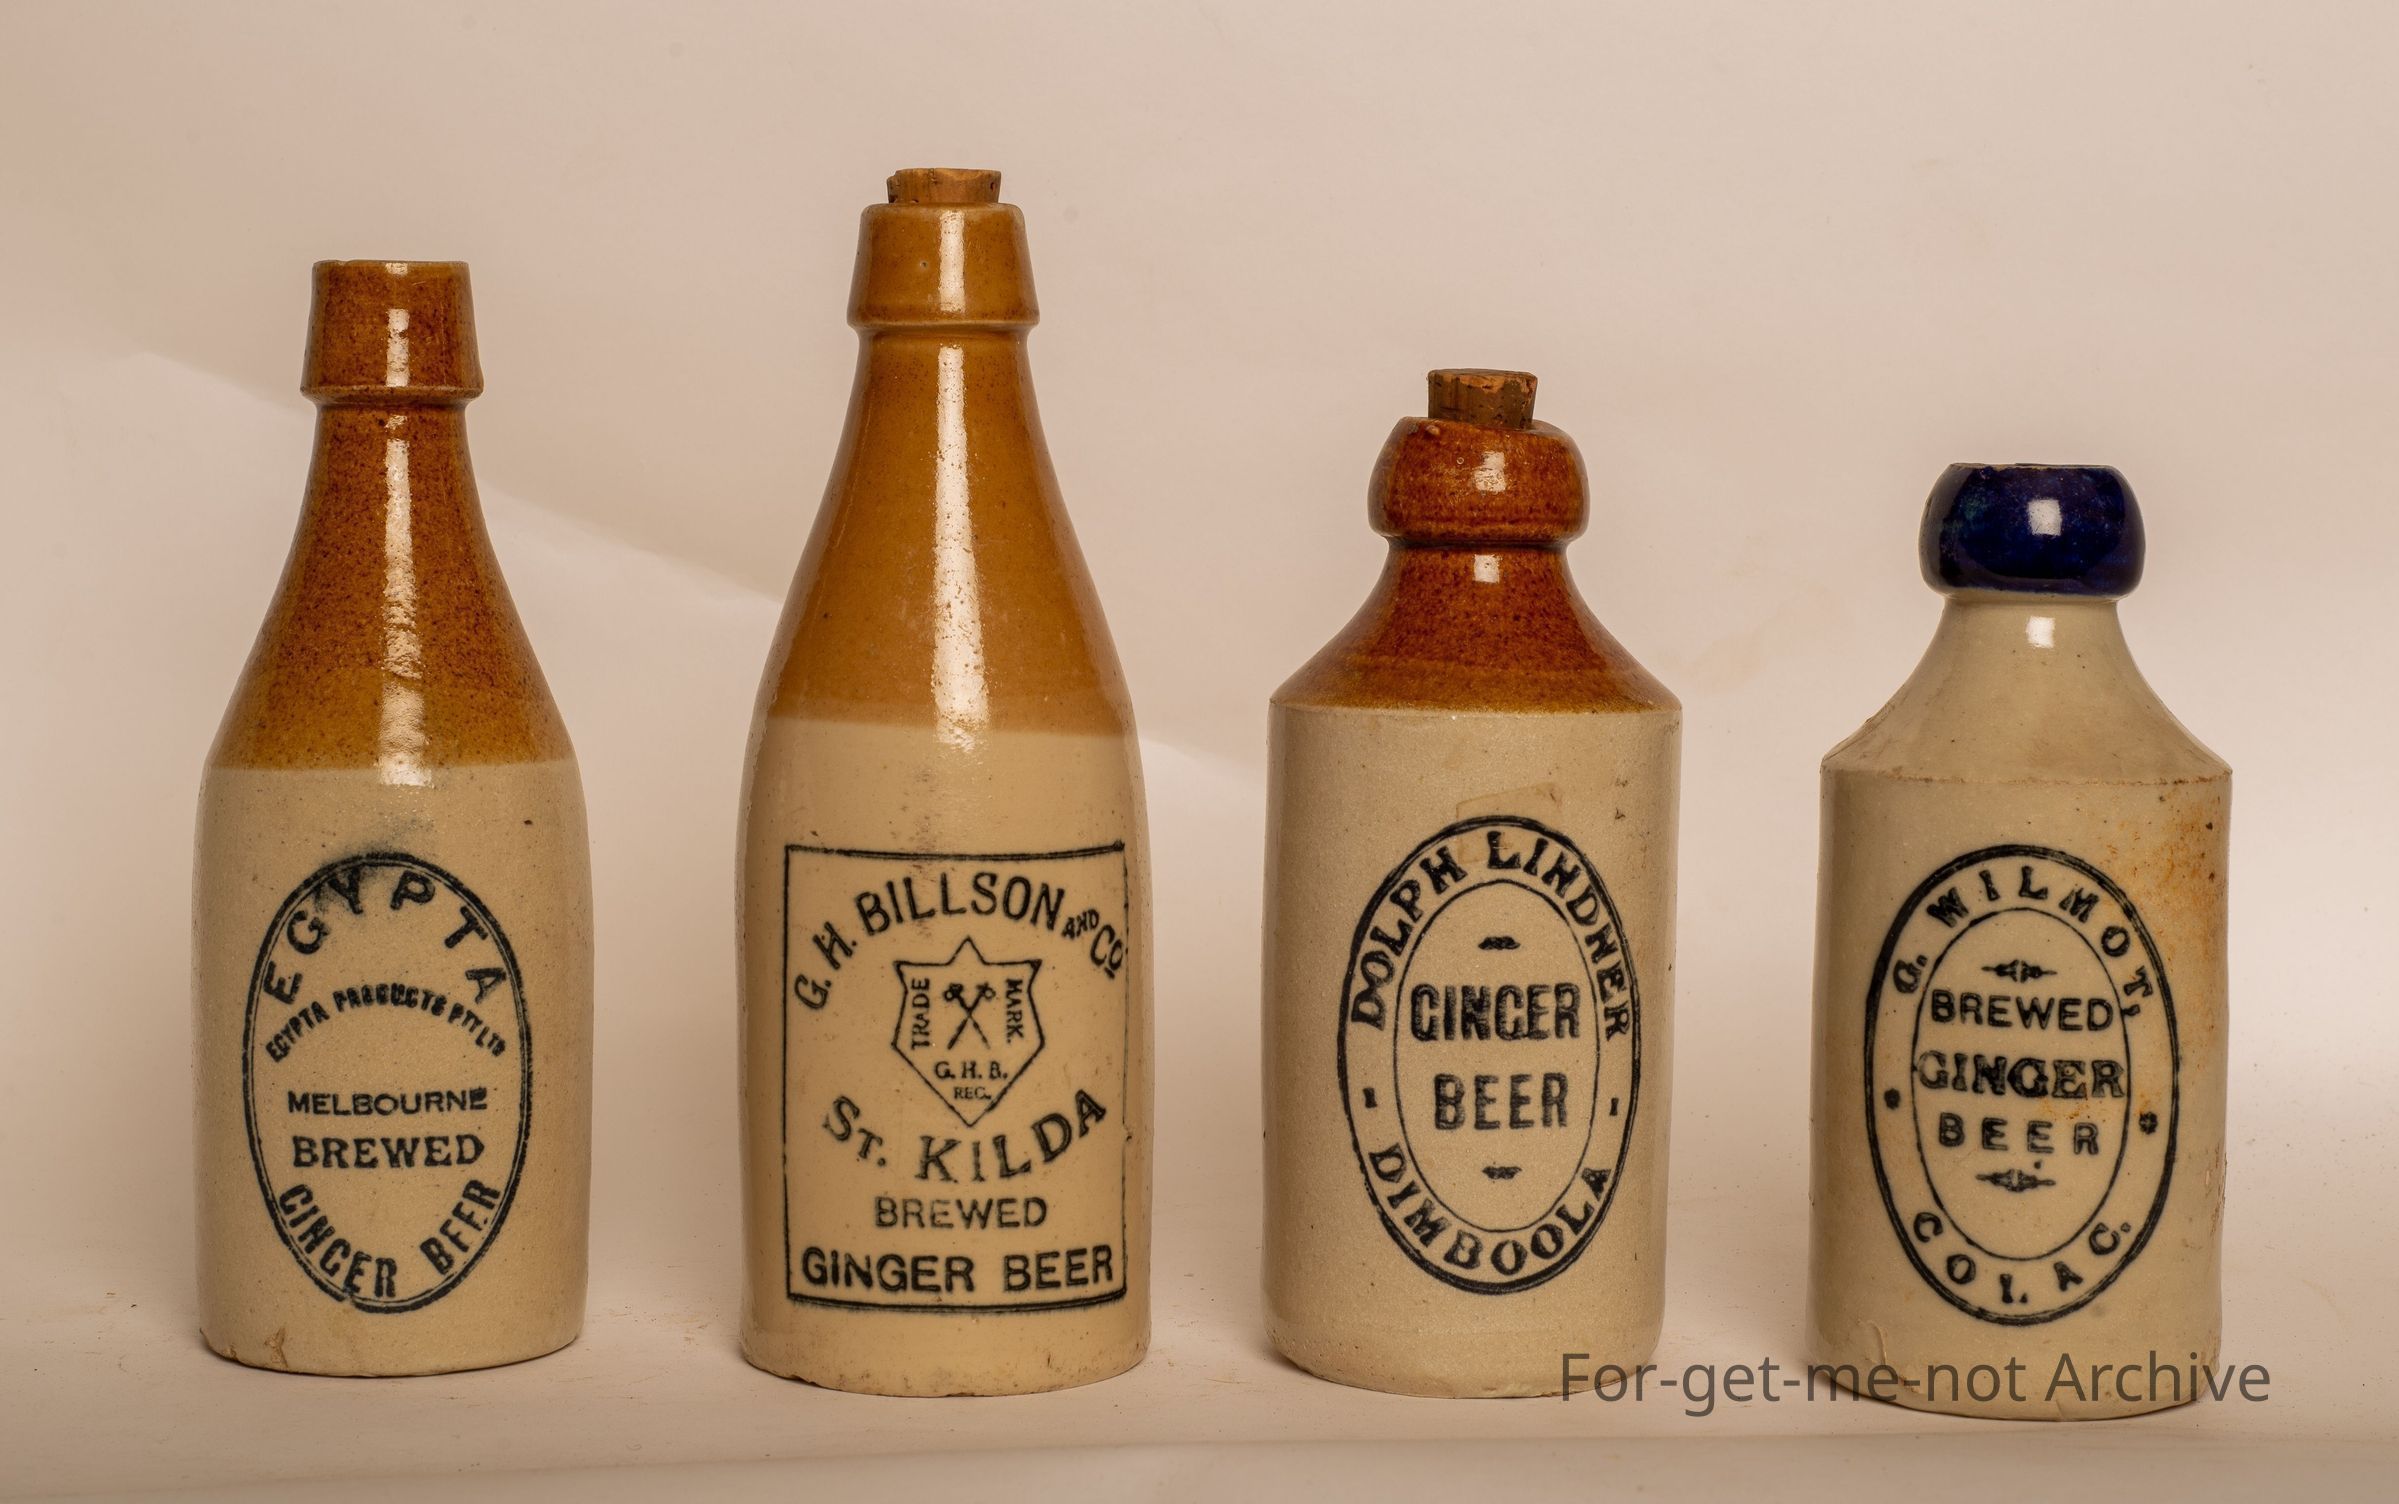 EGYPTA
EGYPTA PRODUCTS PTY LTD
MELBOURNE
BREWED
GINGER BEER
G. H. BILLSON AND CO
TRADE MARK.
G. H. B.
REG.
ST. KILDA
BREWED
GINGER BEER
DOLPH LINDNER
GINGER
BEER
DIMBOOLA
G. WILMOT,
BREWED
GINGER
BEER
COLAC.
For-get-me-not Archive